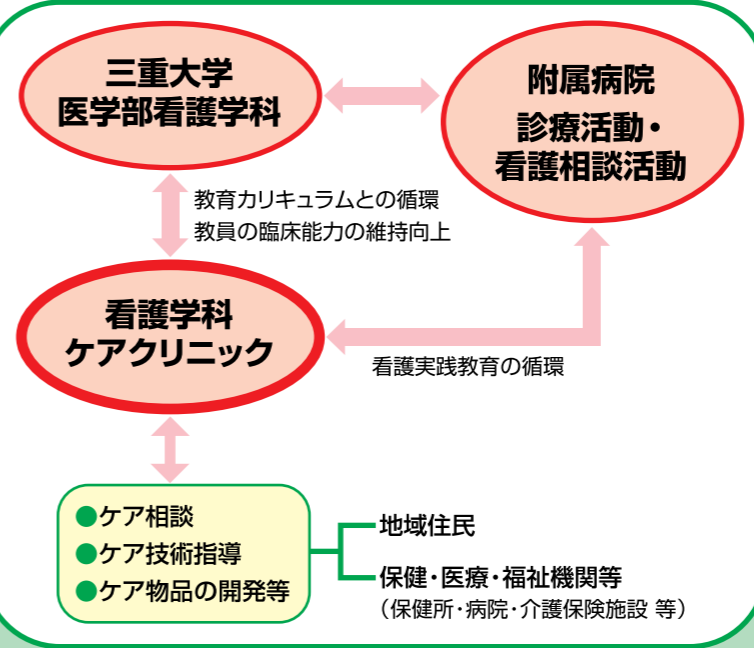 三重大学
医学部看護学科
附属病院
診療活動・
看護相談活動
教育カリキュラムとの循環
教員の臨床能力の維持向上
看護学科
ケアクリニック
看護実践教育の循環
●ケア相談
●ケア技術指導
●ケア物品の開発等
地域住民
保健・医療・福祉機関等
（保健所・病院・介護保険施設 等）